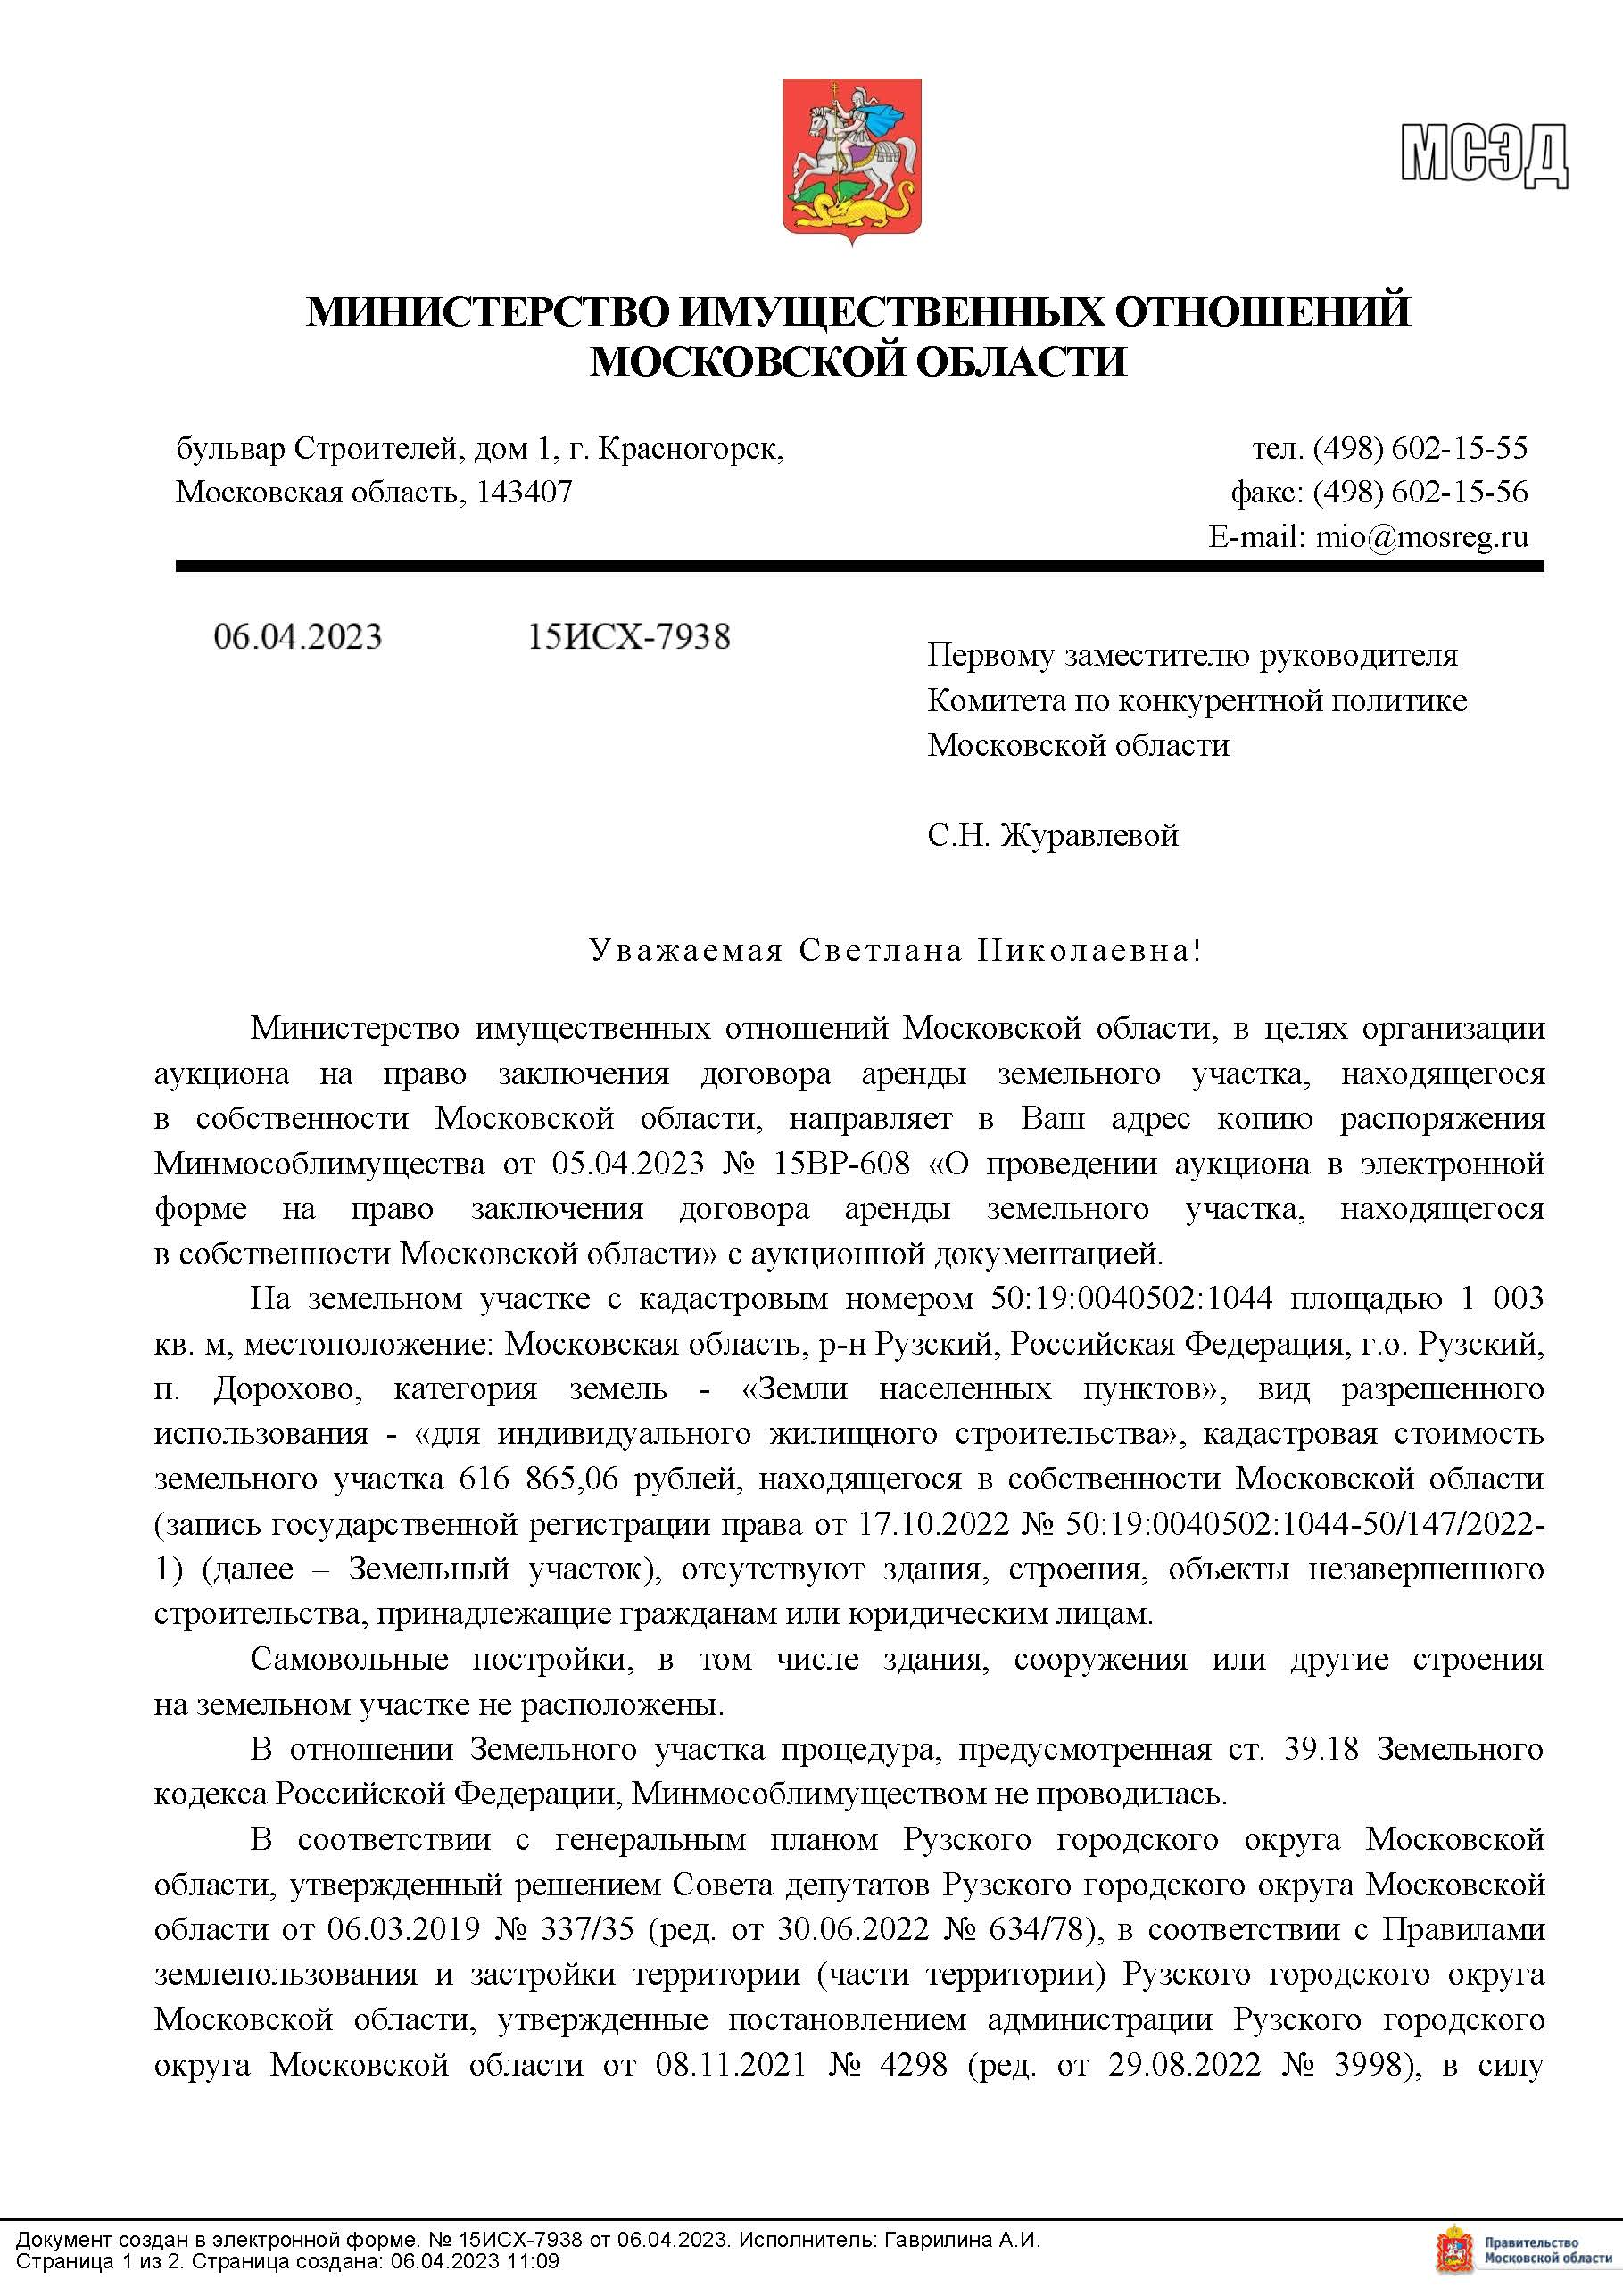 МСЭД
МИНИСТЕРСТВО ИМУЩЕСТВЕННЫХ ОТНОШЕНИЙ
МОСКОВСКОЙ ОБЛАСТИ
бульвар Строителей, дом 1, г. Красногорск,
Московская область, 143407
тел. (498) 602-15-55
факс: (498) 602-15-56
E-mail: mio@mosreg.ru
06.04.2023 15ИСХ-7938
Первому заместителю руководителя
Комитета по конкурентной политике
Московской области
С.Н. Журавлевой
Уважаемая Светлана Николаевна!
Министерство имущественных отношений Московской области, в целях организации
аукциона на право заключения договора аренды земельного участка, находящегося
в собственности Московской области, направляет в Ваш адрес копию распоряжения
Минмособлимущества от 05.04.2023 № 15ВР-608 «О проведении аукциона в электронной
форме на право заключения договора аренды земельного участка, находящегося
в собственности Московской области» с аукционной документацией.
На земельном участке с кадастровым номером 50:19:0040502:1044 площадью 1 003
кв. м, местоположение: Московская область, р-н Рузский, Российская Федерация, г.о. Рузский,
п. Дорохово, категория земель - «Земли населенных пунктов», вид разрешенного
использования - «для индивидуального жилищного строительства», кадастровая стоимость
земельного участка 616 865,06 рублей, находящегося в собственности Московской области
(запись государственной регистрации права от 17.10.2022 № 50:19:0040502:1044-50/147/2022-
1) (далее – Земельный участок), отсутствуют здания, строения, объекты незавершенного
строительства, принадлежащие гражданам или юридическим лицам.
Самовольные постройки, в том числе здания, сооружения или другие строения
на земельном участке не расположены.
В отношении Земельного участка процедура, предусмотренная ст. 39.18 Земельного
кодекса Российской Федерации, Минмособлимуществом не проводилась.
В соответствии с генеральным планом Рузского городского округа Московской
области, утвержденный решением Совета депутатов Рузского городского округа Московской
области от 06.03.2019 № 337/35 (ред. от 30.06.2022 № 634/78), в соответствии с Правилами
землепользования и застройки территории (части территории) Рузского городского округа
Московской области, утвержденные постановлением администрации Рузского городского
округа Московской области от 08.11.2021 № 4298 (ред. от 29.08.2022 № 3998), в силу
Документ создан в электронной форме. № 15ИСХ-7938 от 06.04.2023. Исполнитель: Гаврилина А.И.
Страница 1 из 2. Страница создана: 06.04.2023 11:09
Правительство
Московской области